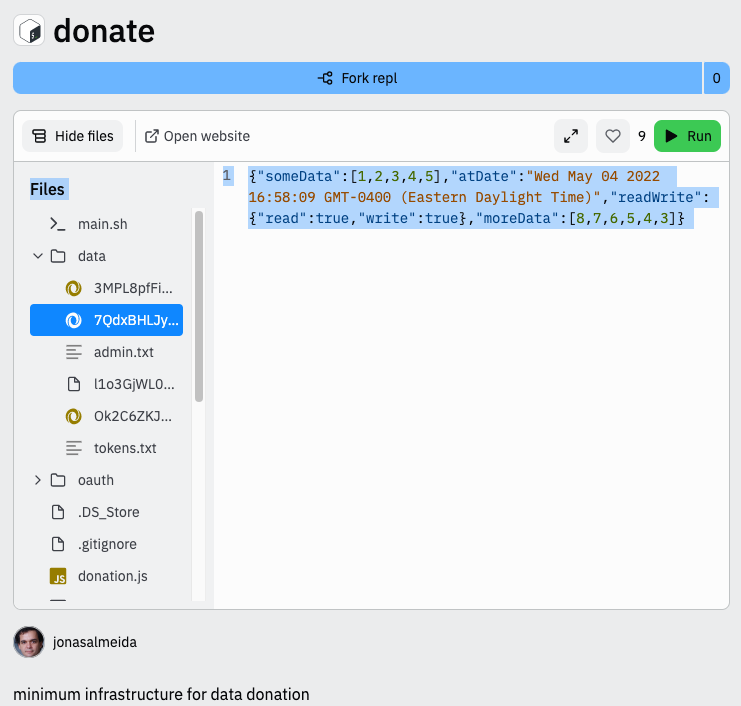 donate
Fork repl
0
Hide files
Open website
9
Run
Files
main.sh
data
3MPL8pfFi...
7QdxBHLJy...
admin.txt
l1o3GjWL0...
Ok2C6ZKJ...
tokens.txt
oauth
.DS_Store
.gitignore
JS donation.js
1 {"someData":[1,2,3,4,5],"atDate":"Wed May 04 2022
16:58:09 GMT-0400 (Eastern Daylight Time)","readWrite":
{"read":true,"write":true},"moreData":[8,7,6,5,4,3]}
jonasalmeida
minimum infrastructure for data donation